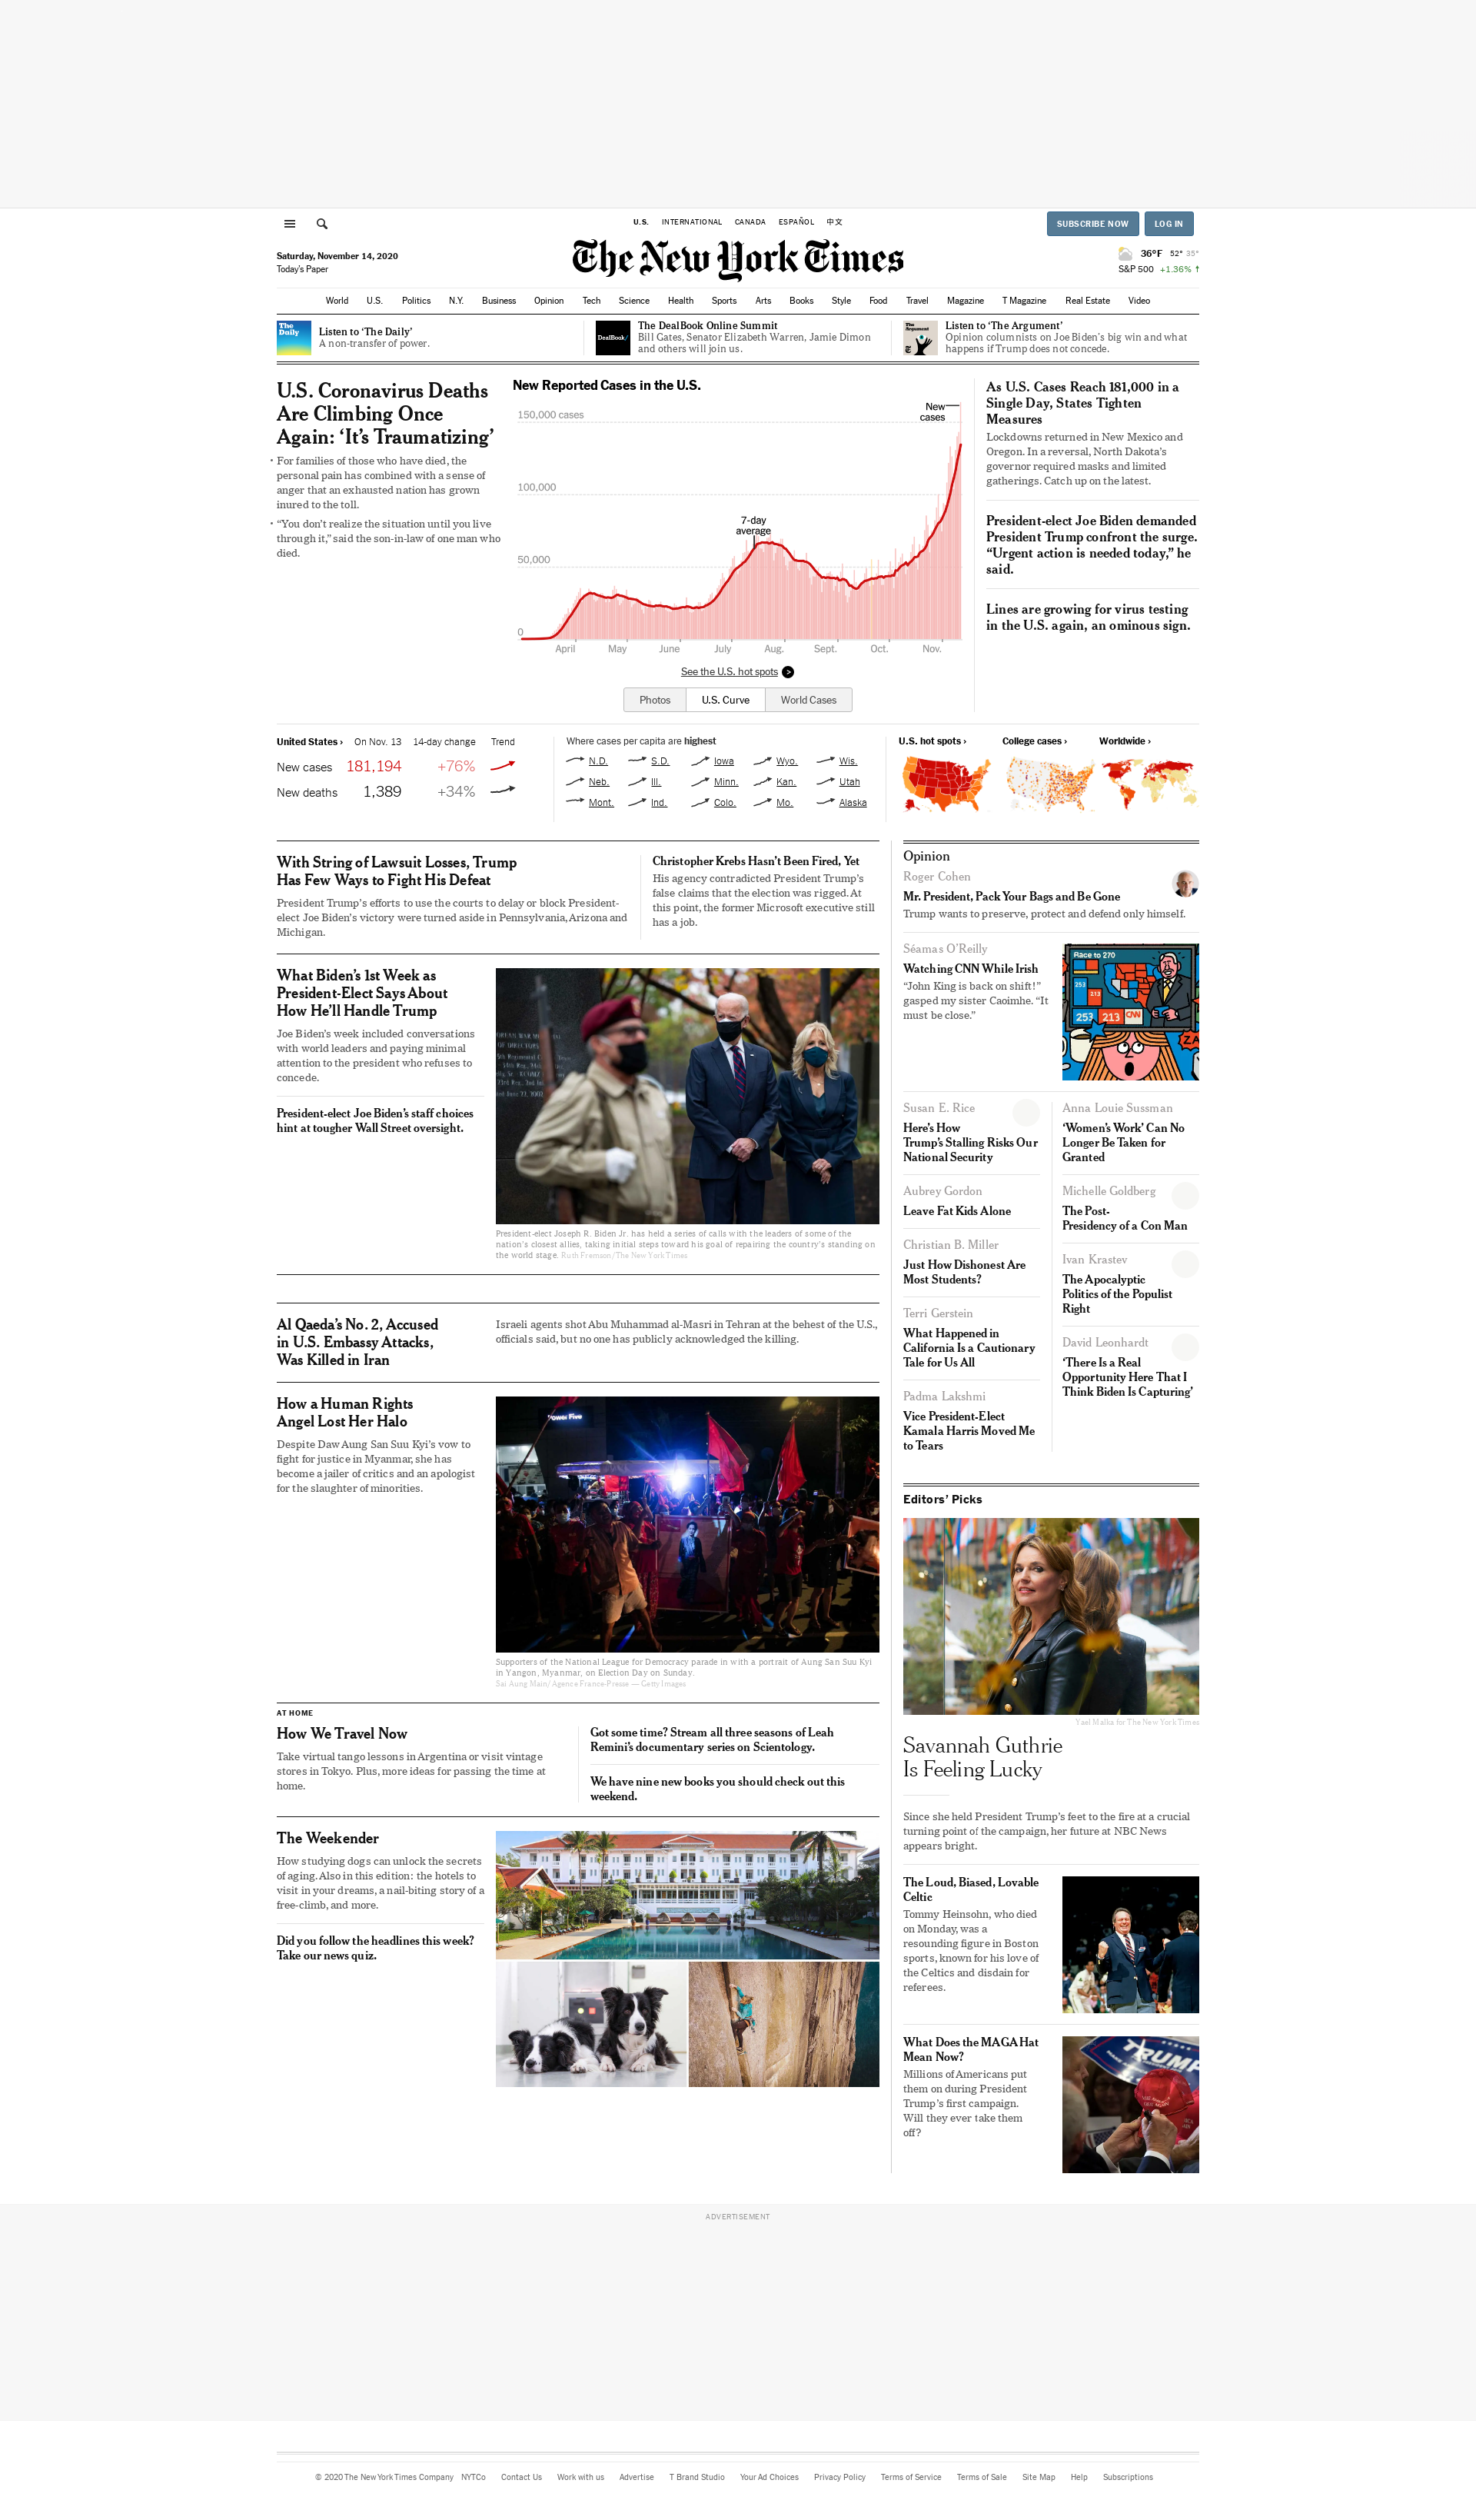 U.S. INTERNATIONAL CANADA ESPAÑOL 中文
SUBSCRIBE NOW LOG IN
Saturday, November 14, 2020
Today's Paper
The New York Times
36°F 52° 35°
S&P 500 +1.36% ↑
World U.S. Politics N.Y. Business Opinion Tech Science Health Sports Arts Books Style Food Travel Magazine T Magazine Real Estate Video
The
Daily
Listen to ‘The Daily’
A non-transfer of power.
DealBook/
The DealBook Online Summit
Bill Gates, Senator Elizabeth Warren, Jamie Dimon
and others will join us.
The
Argument
Listen to ‘The Argument’
Opinion columnists on Joe Biden’s big win and what
happens if Trump does not concede.
U.S. Coronavirus Deaths
Are Climbing Once
Again: ‘It’s Traumatizing’
• For families of those who have died, the
personal pain has combined with a sense of
anger that an exhausted nation has grown
inured to the toll.
• “You don’t realize the situation until you live
through it,” said the son-in-law of one man who
died.
New Reported Cases in the U.S.
150,000 cases
New
cases
100,000
7-day
average
50,000
0
April May June July Aug. Sept. Oct. Nov.
See the U.S. hot spots >
Photos U.S. Curve World Cases
As U.S. Cases Reach 181,000 in a
Single Day, States Tighten
Measures
Lockdowns returned in New Mexico and
Oregon. In a reversal, North Dakota’s
governor required masks and limited
gatherings. Catch up on the latest.
President-elect Joe Biden demanded
President Trump confront the surge.
“Urgent action is needed today,” he
said.
Lines are growing for virus testing
in the U.S. again, an ominous sign.
United States › On Nov. 13 14-day change Trend
New cases 181,194 +76%
New deaths 1,389 +34%
Where cases per capita are highest
N.D. S.D. Iowa Wyo. Wis.
Neb. Ill. Minn. Kan. Utah
Mont. Ind. Colo. Mo. Alaska
U.S. hot spots › College cases › Worldwide ›
With String of Lawsuit Losses, Trump
Has Few Ways to Fight His Defeat
President Trump’s efforts to use the courts to delay or block President-
elect Joe Biden’s victory were turned aside in Pennsylvania, Arizona and
Michigan.
Christopher Krebs Hasn’t Been Fired, Yet
His agency contradicted President Trump’s
false claims that the election was rigged. At
this point, the former Microsoft executive still
has a job.
What Biden’s 1st Week as
President-Elect Says About
How He’ll Handle Trump
Joe Biden’s week included conversations
with world leaders and paying minimal
attention to the president who refuses to
concede.
President-elect Joe Biden’s staff choices
hint at tougher Wall Street oversight.
President-elect Joseph R. Biden Jr. has held a series of calls with the leaders of some of the
nation’s closest allies, taking initial steps toward his goal of repairing the country’s standing on
the world stage. Ruth Fremson/The New York Times
Al Qaeda’s No. 2, Accused
in U.S. Embassy Attacks,
Was Killed in Iran
Israeli agents shot Abu Muhammad al-Masri in Tehran at the behest of the U.S.,
officials said, but no one has publicly acknowledged the killing.
How a Human Rights
Angel Lost Her Halo
Despite Daw Aung San Suu Kyi’s vow to
fight for justice in Myanmar, she has
become a jailer of critics and an apologist
for the slaughter of minorities.
Power Five
Supporters of the National League for Democracy parade in with a portrait of Aung San Suu Kyi
in Yangon, Myanmar, on Election Day on Sunday.
Sai Aung Main/Agence France-Presse — Getty Images
AT HOME
How We Travel Now
Take virtual tango lessons in Argentina or visit vintage
stores in Tokyo. Plus, more ideas for passing the time at
home.
Got some time? Stream all three seasons of Leah
Remini’s documentary series on Scientology.
We have nine new books you should check out this
weekend.
The Weekender
How studying dogs can unlock the secrets
of aging. Also in this edition: the hotels to
visit in your dreams, a nail-biting story of a
free-climb, and more.
Did you follow the headlines this week?
Take our news quiz.
Opinion
Roger Cohen
Mr. President, Pack Your Bags and Be Gone
Trump wants to preserve, protect and defend only himself.
Séamas O’Reilly
Watching CNN While Irish
“John King is back on shift!”
gasped my sister Caoimhe. “It
must be close.”
Race to 270
253
213
253 213 CNN
ZA
Susan E. Rice
Here’s How
Trump’s Stalling Risks Our
National Security
Aubrey Gordon
Leave Fat Kids Alone
Christian B. Miller
Just How Dishonest Are
Most Students?
Terri Gerstein
What Happened in
California Is a Cautionary
Tale for Us All
Padma Lakshmi
Vice President-Elect
Kamala Harris Moved Me
to Tears
Anna Louie Sussman
‘Women’s Work’ Can No
Longer Be Taken for
Granted
Michelle Goldberg
The Post-
Presidency of a Con Man
Ivan Krastev
The Apocalyptic
Politics of the Populist
Right
David Leonhardt
‘There Is a Real
Opportunity Here That I
Think Biden Is Capturing’
Editors’ Picks
Yael Malka for The New York Times
Savannah Guthrie
Is Feeling Lucky
Since she held President Trump’s feet to the fire at a crucial
turning point of the campaign, her future at NBC News
appears bright.
The Loud, Biased, Lovable
Celtic
Tommy Heinsohn, who died
on Monday, was a
resounding figure in Boston
sports, known for his love of
the Celtics and disdain for
referees.
What Does the MAGA Hat
Mean Now?
Millions of Americans put
them on during President
Trump’s first campaign.
Will they ever take them
off?
TRUMP
ADVERTISEMENT
© 2020 The New York Times Company NYTCo Contact Us Work with us Advertise T Brand Studio Your Ad Choices Privacy Policy Terms of Service Terms of Sale Site Map Help Subscriptions